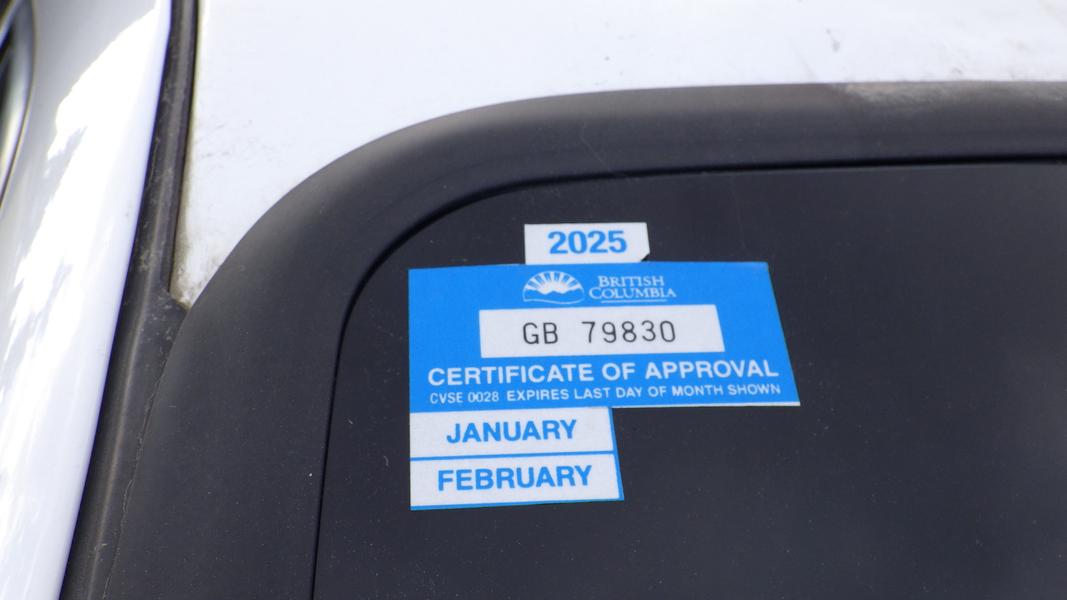 2025
BRITISH
COLUMBIA
GB 79830
CERTIFICATE OF APPROVAL
CVSE 0028 EXPIRES LAST DAY OF MONTH SHOWN
JANUARY
FEBRUARY